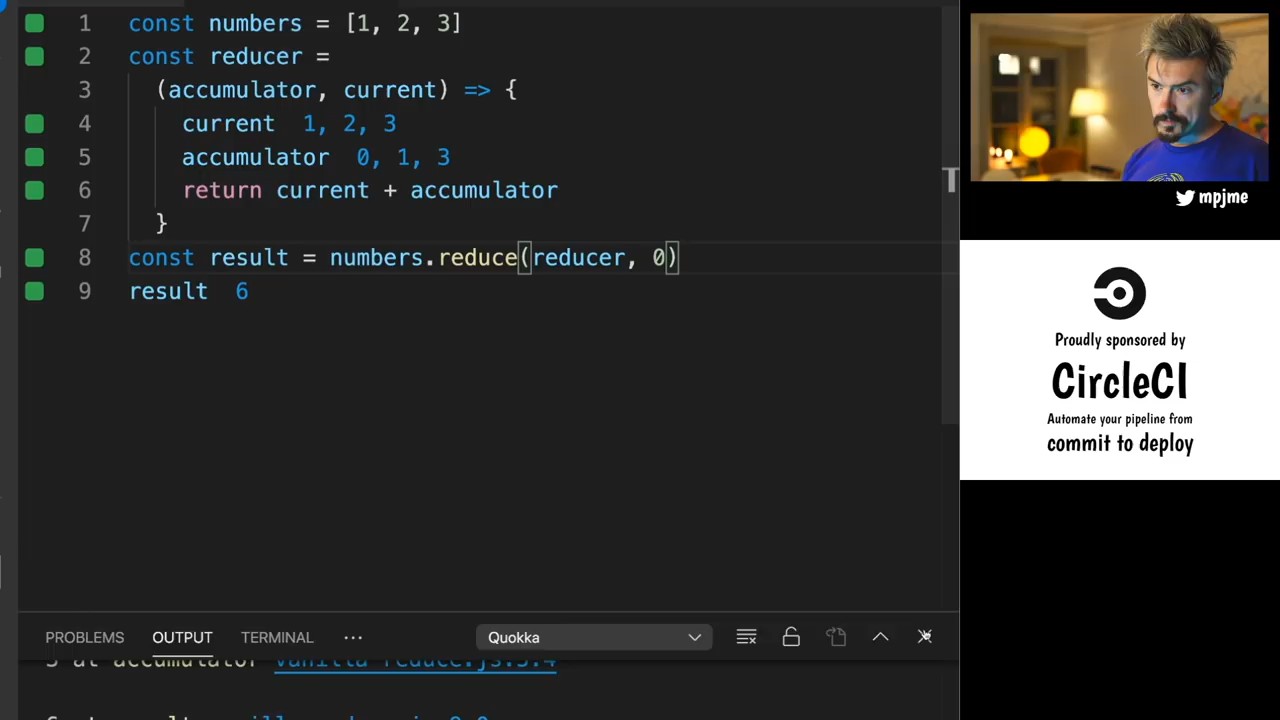 1 const numbers = [1, 2, 3]
2 const reducer =
3 (accumulator, current) => {
4 current 1, 2, 3
5 accumulator 0, 1, 3
6 return current + accumulator
7 }
8 const result = numbers.reduce(reducer, 0)
9 result 6
PROBLEMS OUTPUT TERMINAL ··· Quokka
at accumulator
mpjme
Proudly sponsored by
CircleCI
Automate your pipeline from
commit to deploy